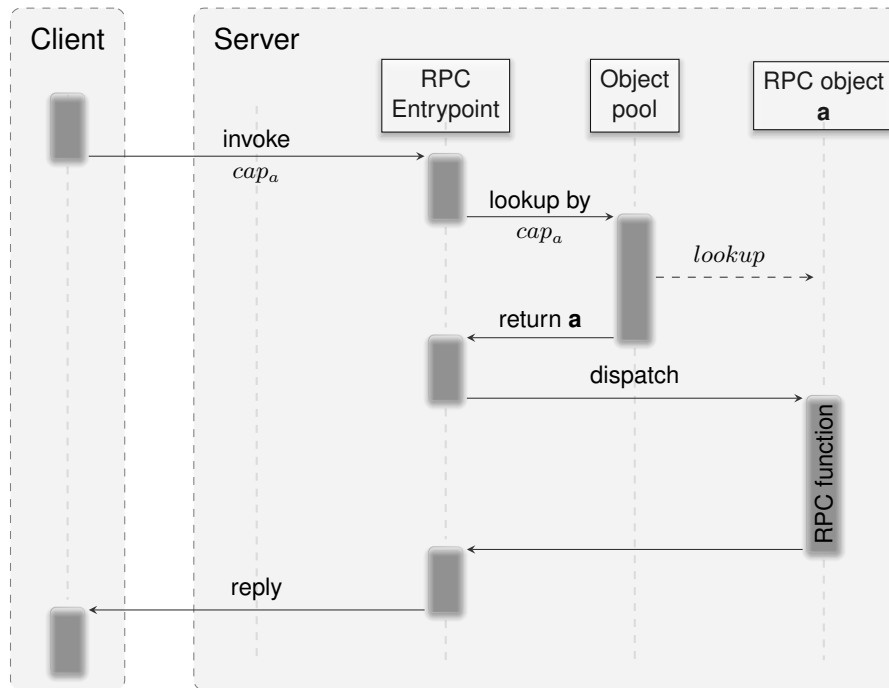 Client
Server
RPC
Entrypoint
Object
pool
RPC object
a
invoke
cap_a
lookup by
cap_a
lookup
return a
dispatch
RPC function
reply